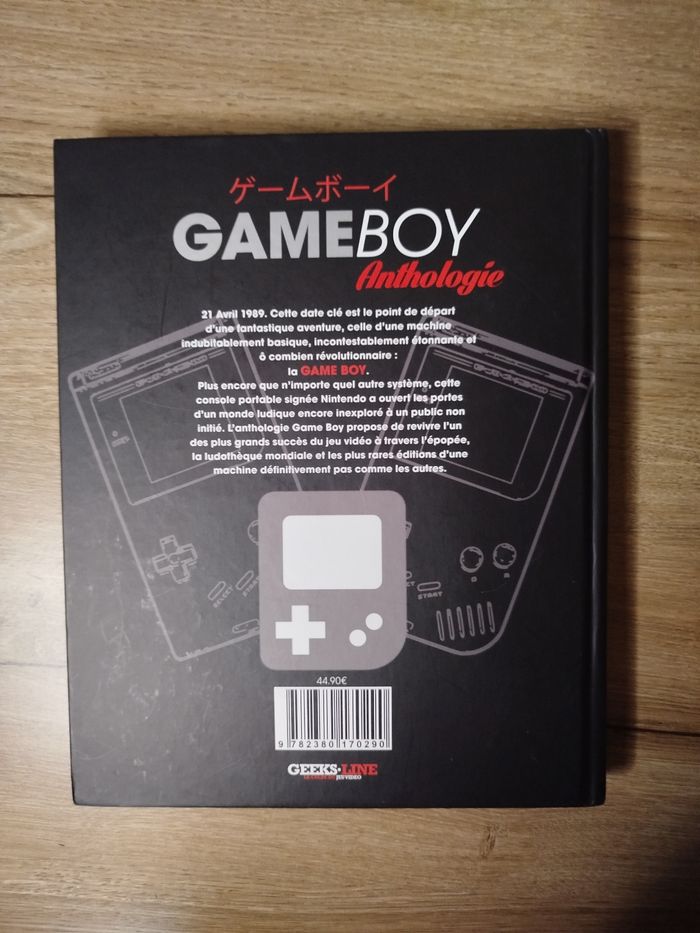 ゲームボーイ
GAMEBOY
Anthologie
21 Avril 1989. Cette date clé est le point de départ
d'une fantastique aventure, celle d'une machine
indubitablement basique, incontestablement étonnante et
ô combien révolutionnaire :
la GAME BOY.
Plus encore que n'importe quel autre système, cette
console portable signée Nintendo a ouvert les portes
d'un monde ludique encore inexploré à un public non
initié. L'anthologie Game Boy propose de revivre l'un
des plus grands succès du jeu vidéo à travers l'épopée,
la ludothèque mondiale et les plus rares éditions d'une
machine définitivement pas comme les autres.
SELECT START
START
44.90€
9 782380 170290
GEEKS-LINE